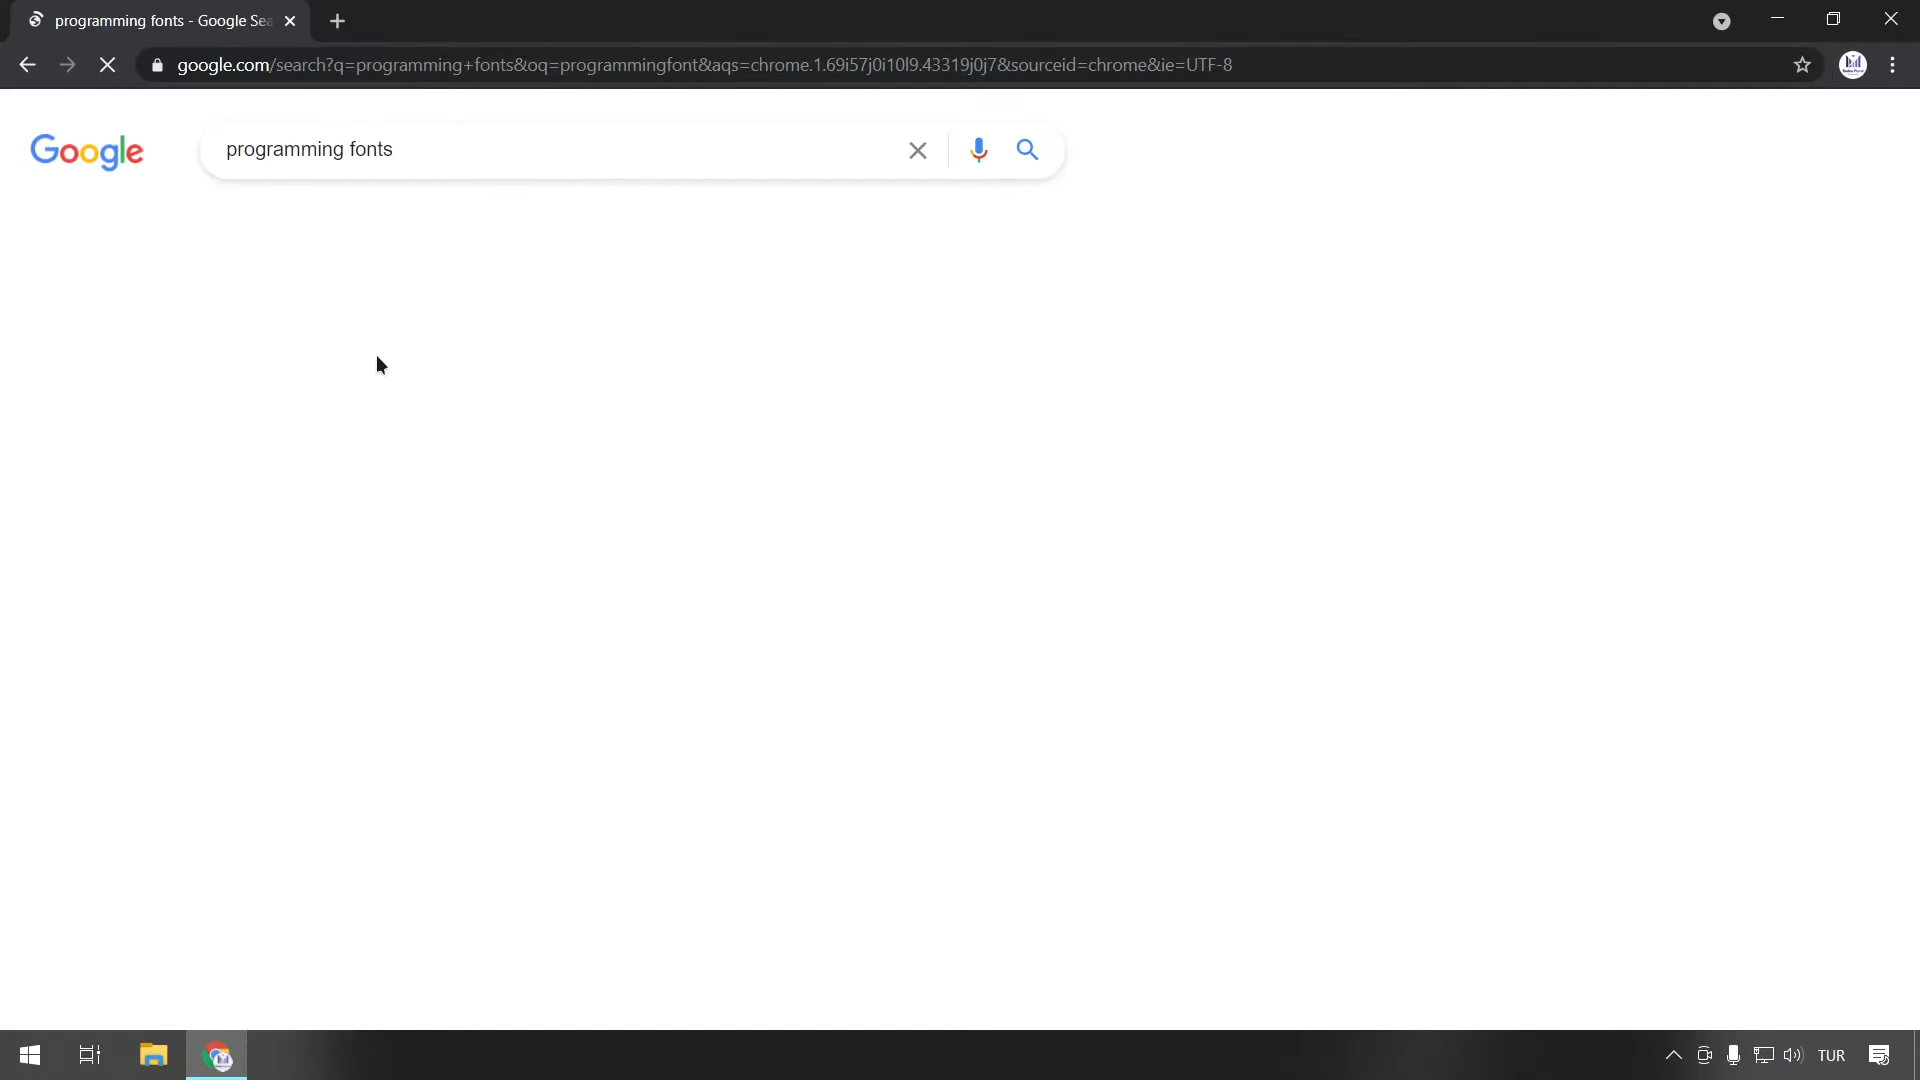 programming fonts - Google Sea
google.com/search?q=programming+fonts&oq=programmingfont&aqs=chrome.1.69i57j0i10l9.43319j0j7&sourceid=chrome&ie=UTF-8
Google
programming fonts
TUR